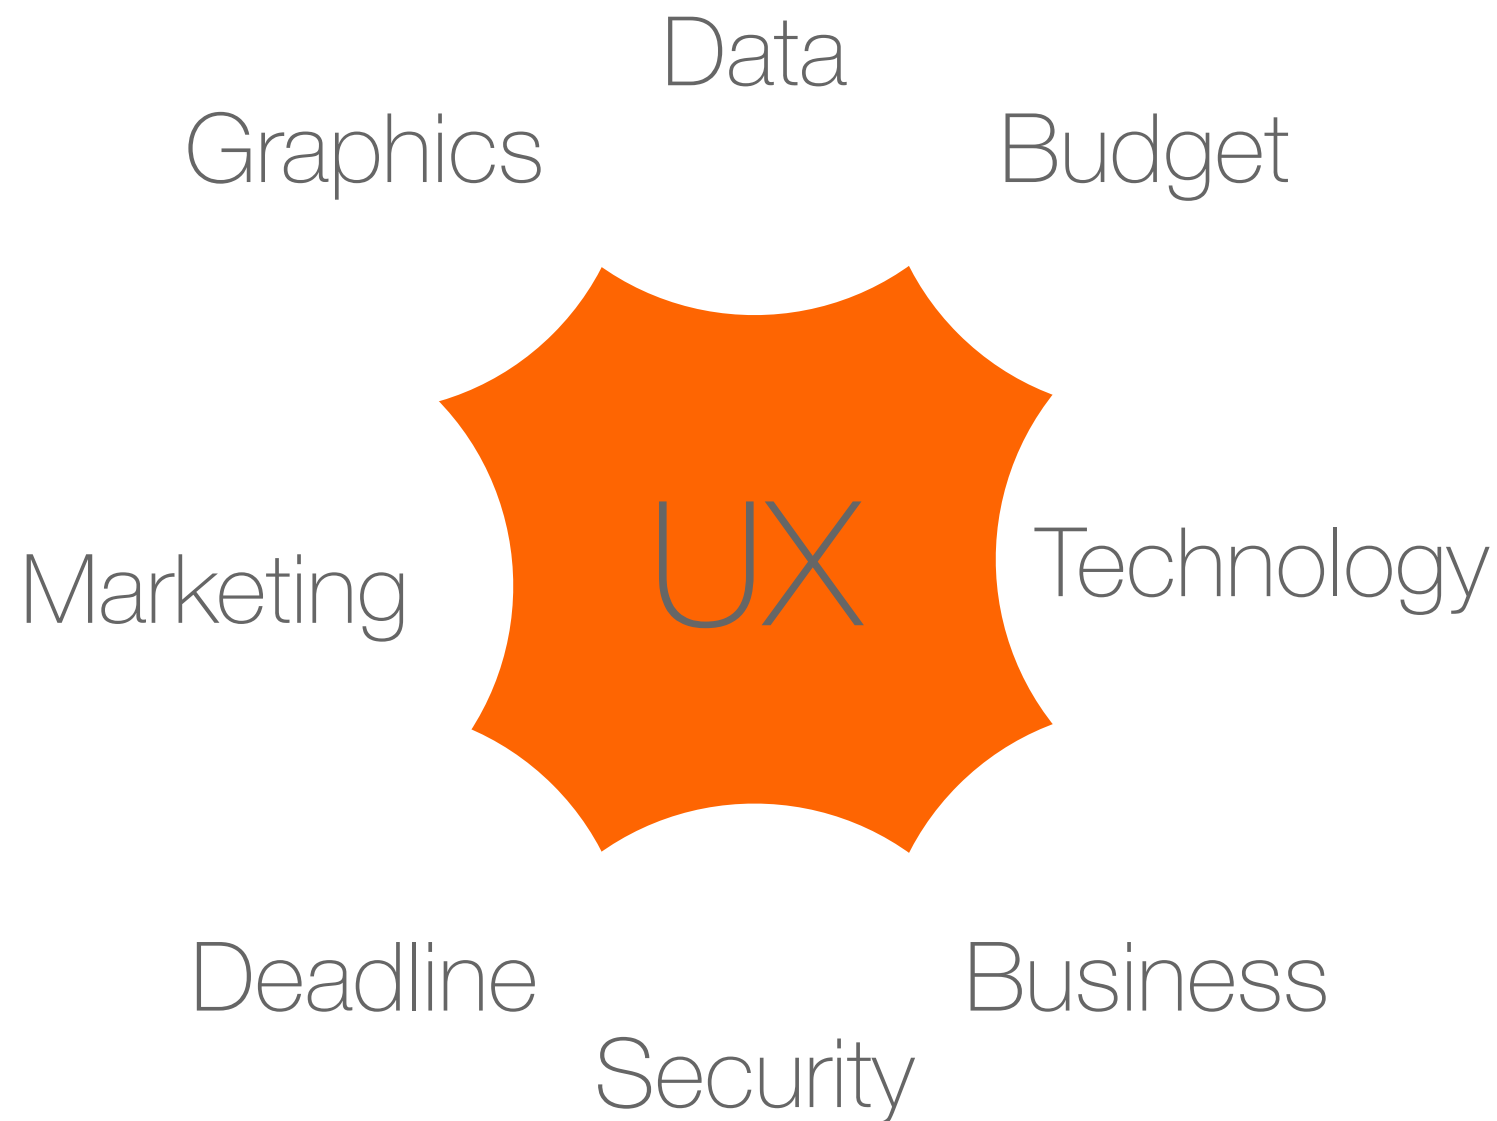 Data
Graphics
Budget
UX
Technology
Marketing
Deadline
Business
Security